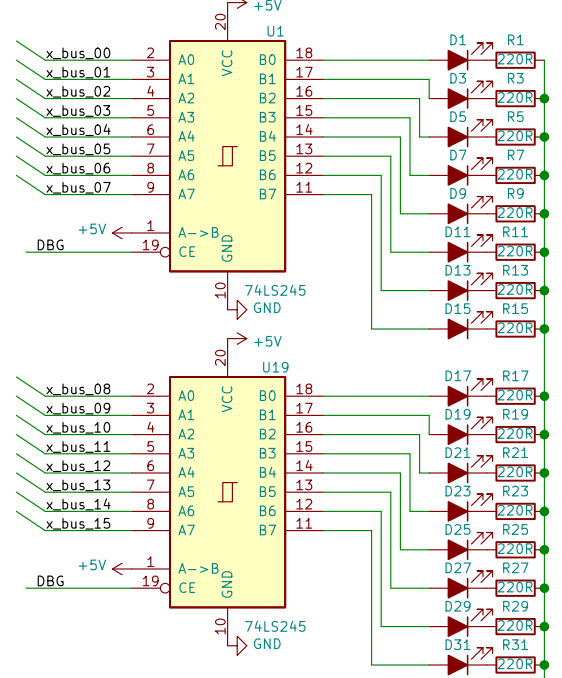 +5V
20
U1
D1 R1
x_bus_00 2 A0 VCC B0 18 220R
x_bus_01 3 A1 B1 17 D3 R3
x_bus_02 4 A2 B2 16 220R
x_bus_03 5 A3 B3 15 D5 R5
x_bus_04 6 A4 B4 14 220R
x_bus_05 7 A5 B5 13 D7 R7
x_bus_06 8 A6 B6 12 220R
x_bus_07 9 A7 B7 11 D9 R9
220R
+5V 1 A->B D11 R11
DBG 19 CE GND 220R
D13 R13
10 74LS245 220R
GND D15 R15
220R
+5V
20
U19
D17 R17
x_bus_08 2 A0 VCC B0 18 220R
x_bus_09 3 A1 B1 17 D19 R19
x_bus_10 4 A2 B2 16 220R
x_bus_11 5 A3 B3 15 D21 R21
x_bus_12 6 A4 B4 14 220R
x_bus_13 7 A5 B5 13 D23 R23
x_bus_14 8 A6 B6 12 220R
x_bus_15 9 A7 B7 11 D25 R25
220R
+5V 1 A->B D27 R27
DBG 19 CE GND 220R
D29 R29
10 74LS245 220R
GND D31 R31
220R